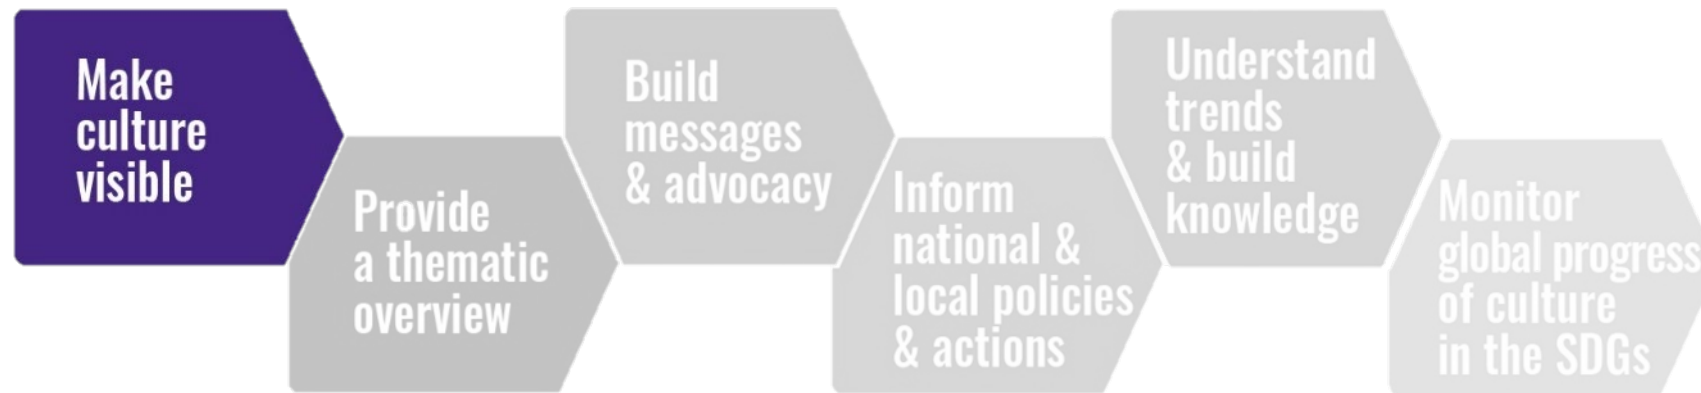 Make
culture
visible
Provide
a thematic
overview
Build
messages
& advocacy
Inform
national &
local policies
& actions
Understand
trends
& build
knowledge
Monitor
global progress
of culture
in the SDGs